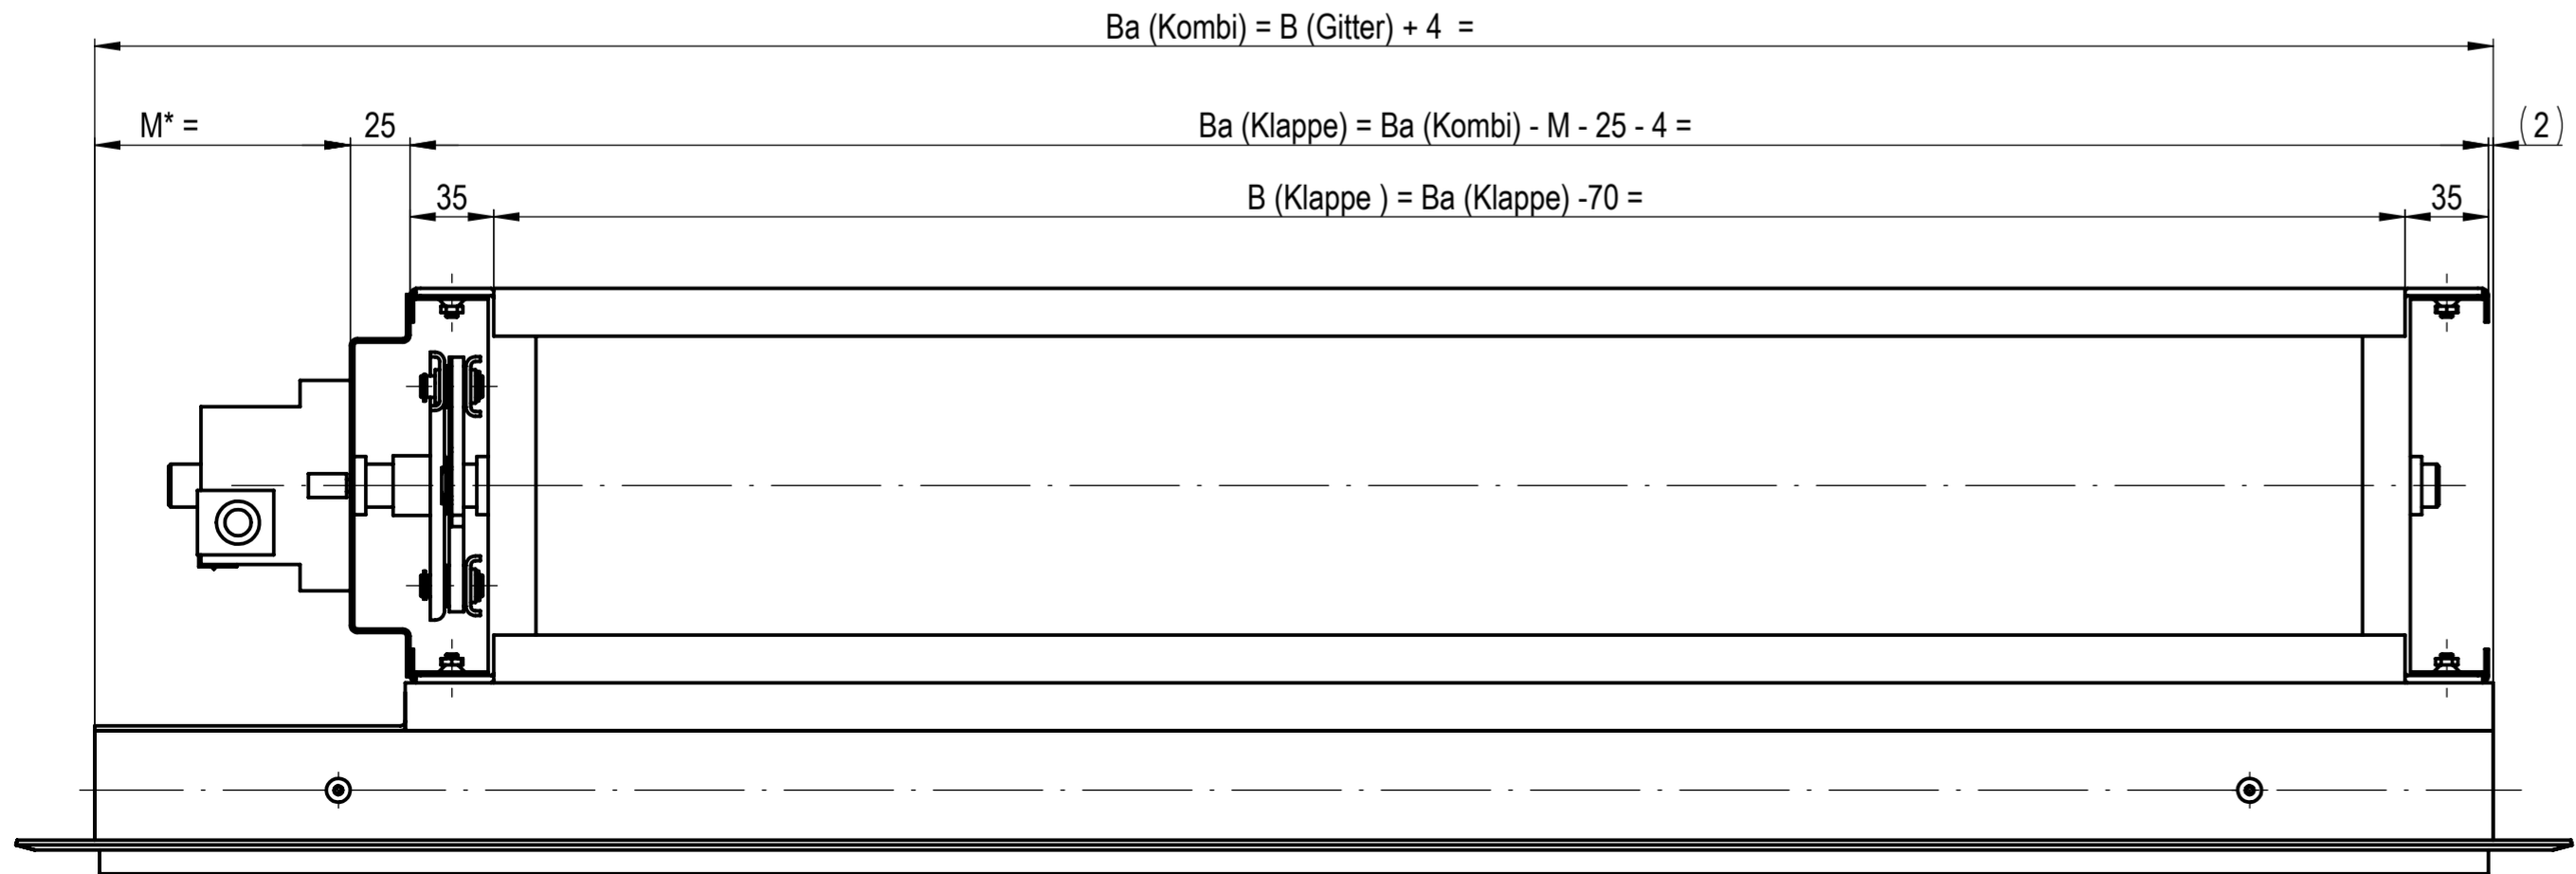 Ba (Kombi) = B (Gitter) + 4 =
M* = 25 Ba (Klappe) = Ba (Kombi) - M - 25 - 4 = (2)
35 B (Klappe ) = Ba (Klappe) -70 = 35